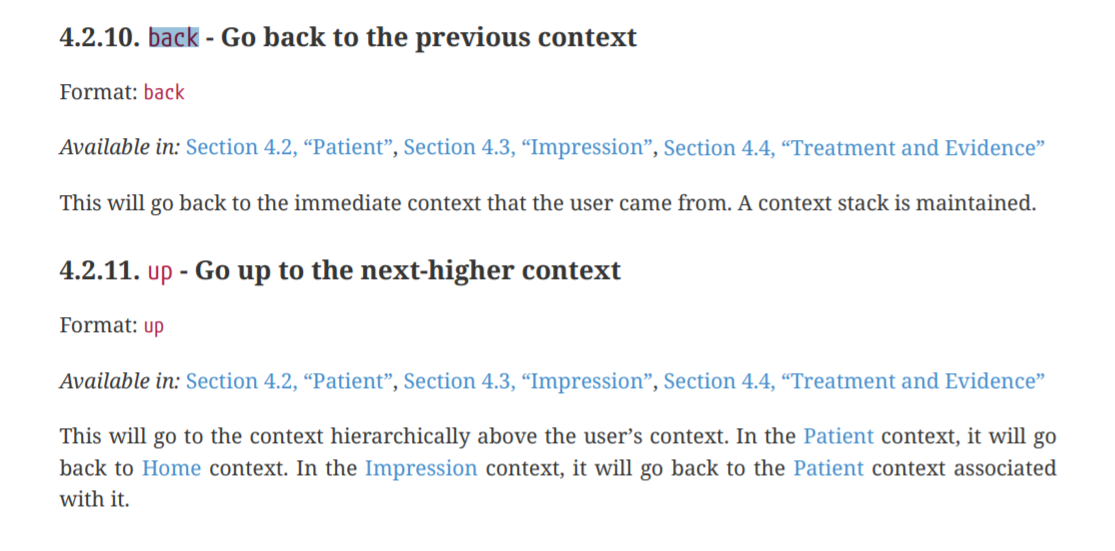 4.2.10. back - Go back to the previous context
Format: back
Available in: Section 4.2, “Patient”, Section 4.3, “Impression”, Section 4.4, “Treatment and Evidence”
This will go back to the immediate context that the user came from. A context stack is maintained.
4.2.11. up - Go up to the next-higher context
Format: up
Available in: Section 4.2, “Patient”, Section 4.3, “Impression”, Section 4.4, “Treatment and Evidence”
This will go to the context hierarchically above the user’s context. In the Patient context, it will go
back to Home context. In the Impression context, it will go back to the Patient context associated
with it.